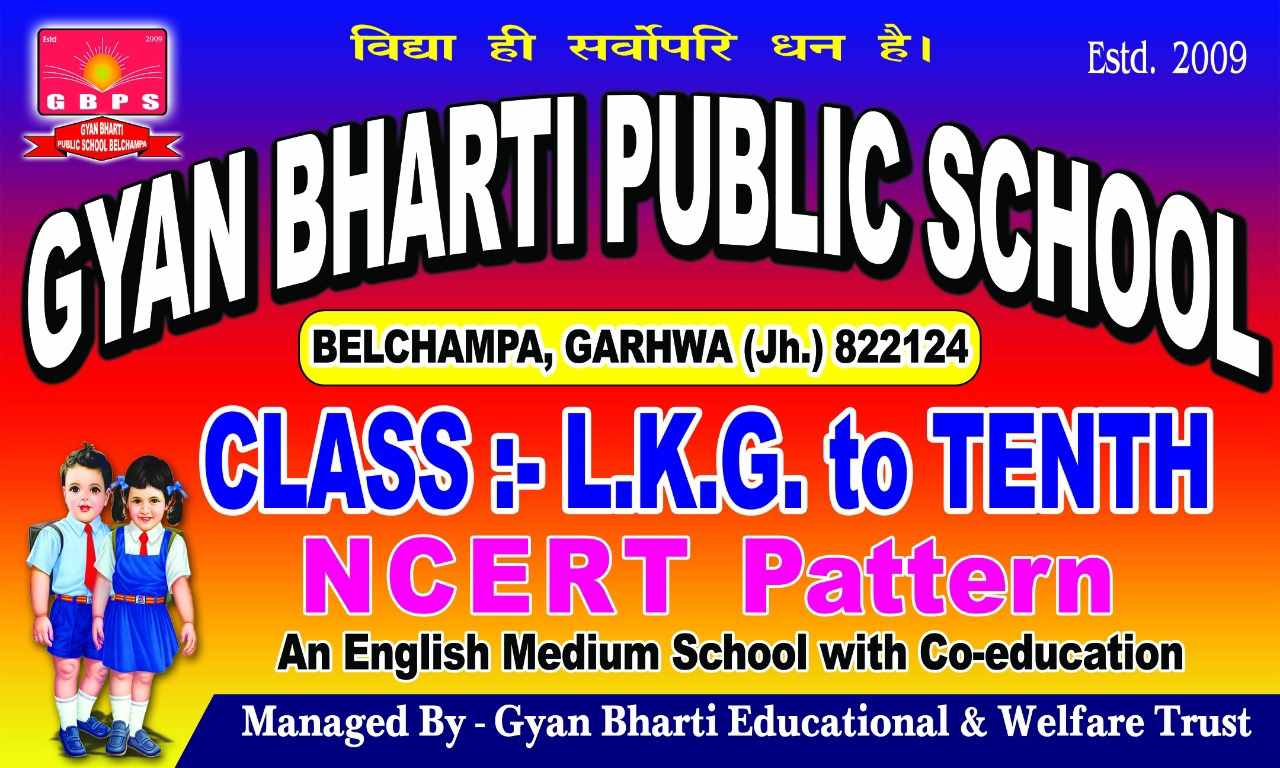 Estd 2009
G B P S
GYAN BHARTI
PUBLIC SCHOOL BELCHAMPA
विद्या ही सर्वोपरि धन है।
Estd. 2009
GYAN BHARTI PUBLIC SCHOOL
BELCHAMPA, GARHWA (Jh.) 822124
CLASS :- L.K.G. to TENTH
NCERT Pattern
An English Medium School with Co-education
Managed By - Gyan Bharti Educational & Welfare Trust